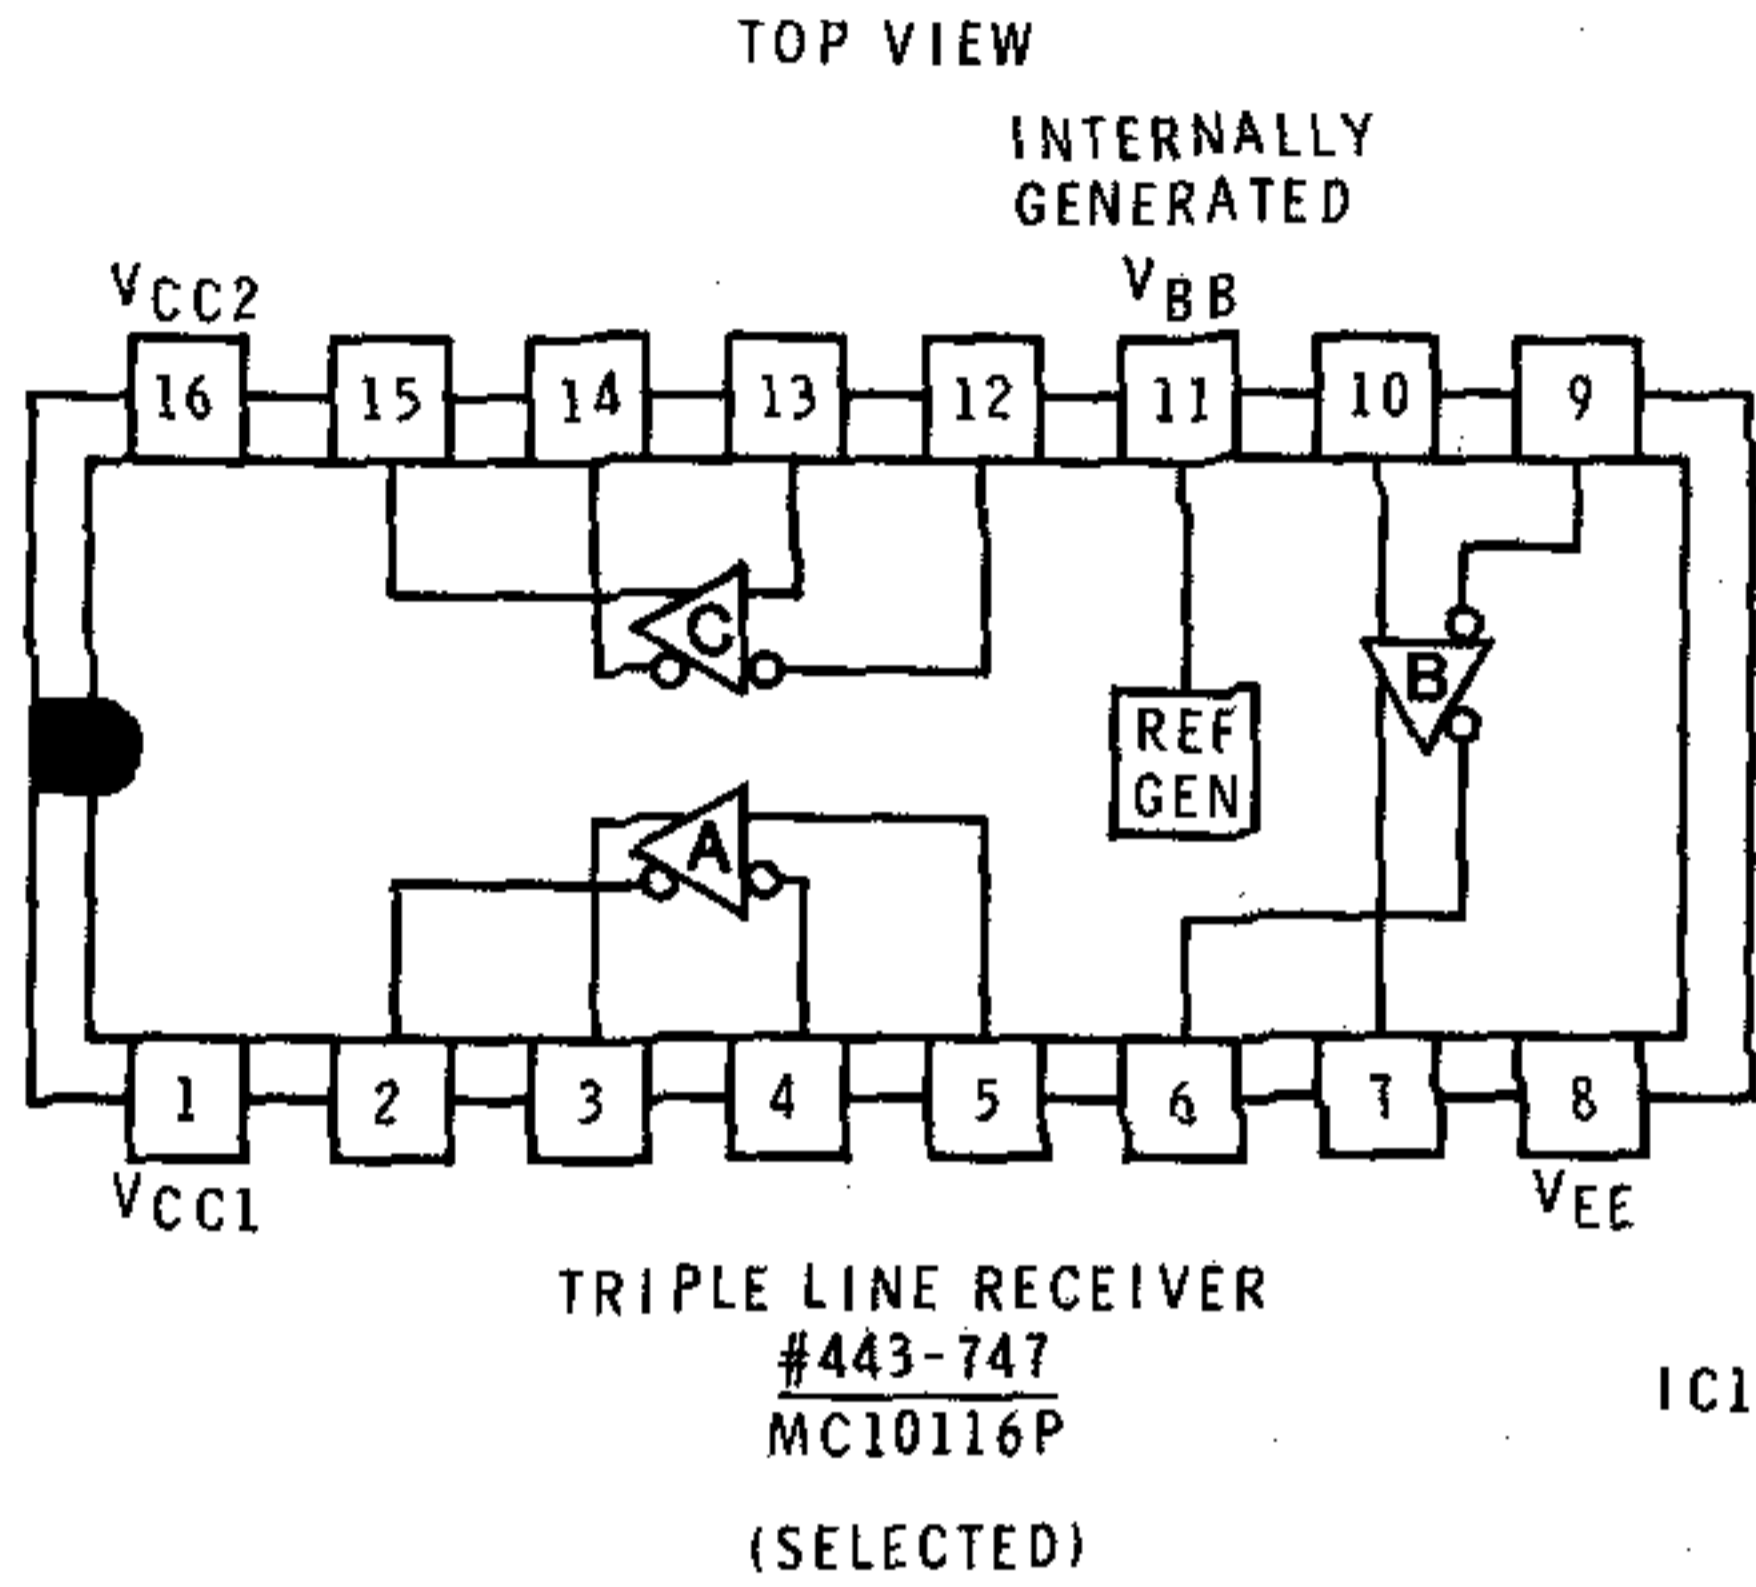 TOP VIEW
INTERNALLY
GENERATED
VCC2
VBB
16 15 14 13 12 11 10 9
C
B
REF
GEN
A
1 2 3 4 5 6 7 8
VCC1
VEE
TRIPLE LINE RECEIVER
#443-747
MC10116P
IC1
(SELECTED)